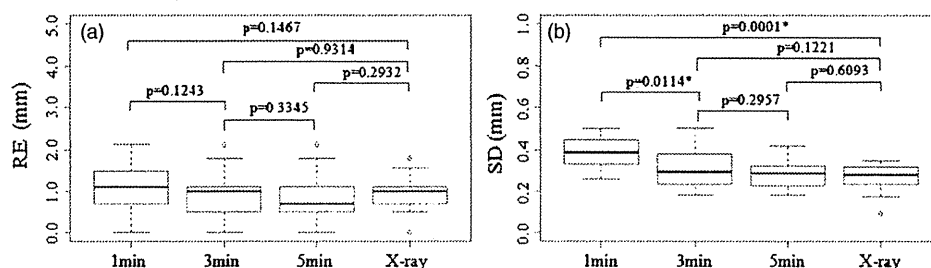 (a)
RE (mm)
5.0
4.0
3.0
2.0
1.0
0.0
p=0.1467
p=0.9314
p=0.2932
p=0.1243
p=0.3345
1min 3min 5min X-ray
(b)
SD (mm)
1.0
0.8
0.6
0.4
0.2
0.0
p=0.0001*
p=0.1221
p=0.6093
p=0.0114*
p=0.2957
1min 3min 5min X-ray